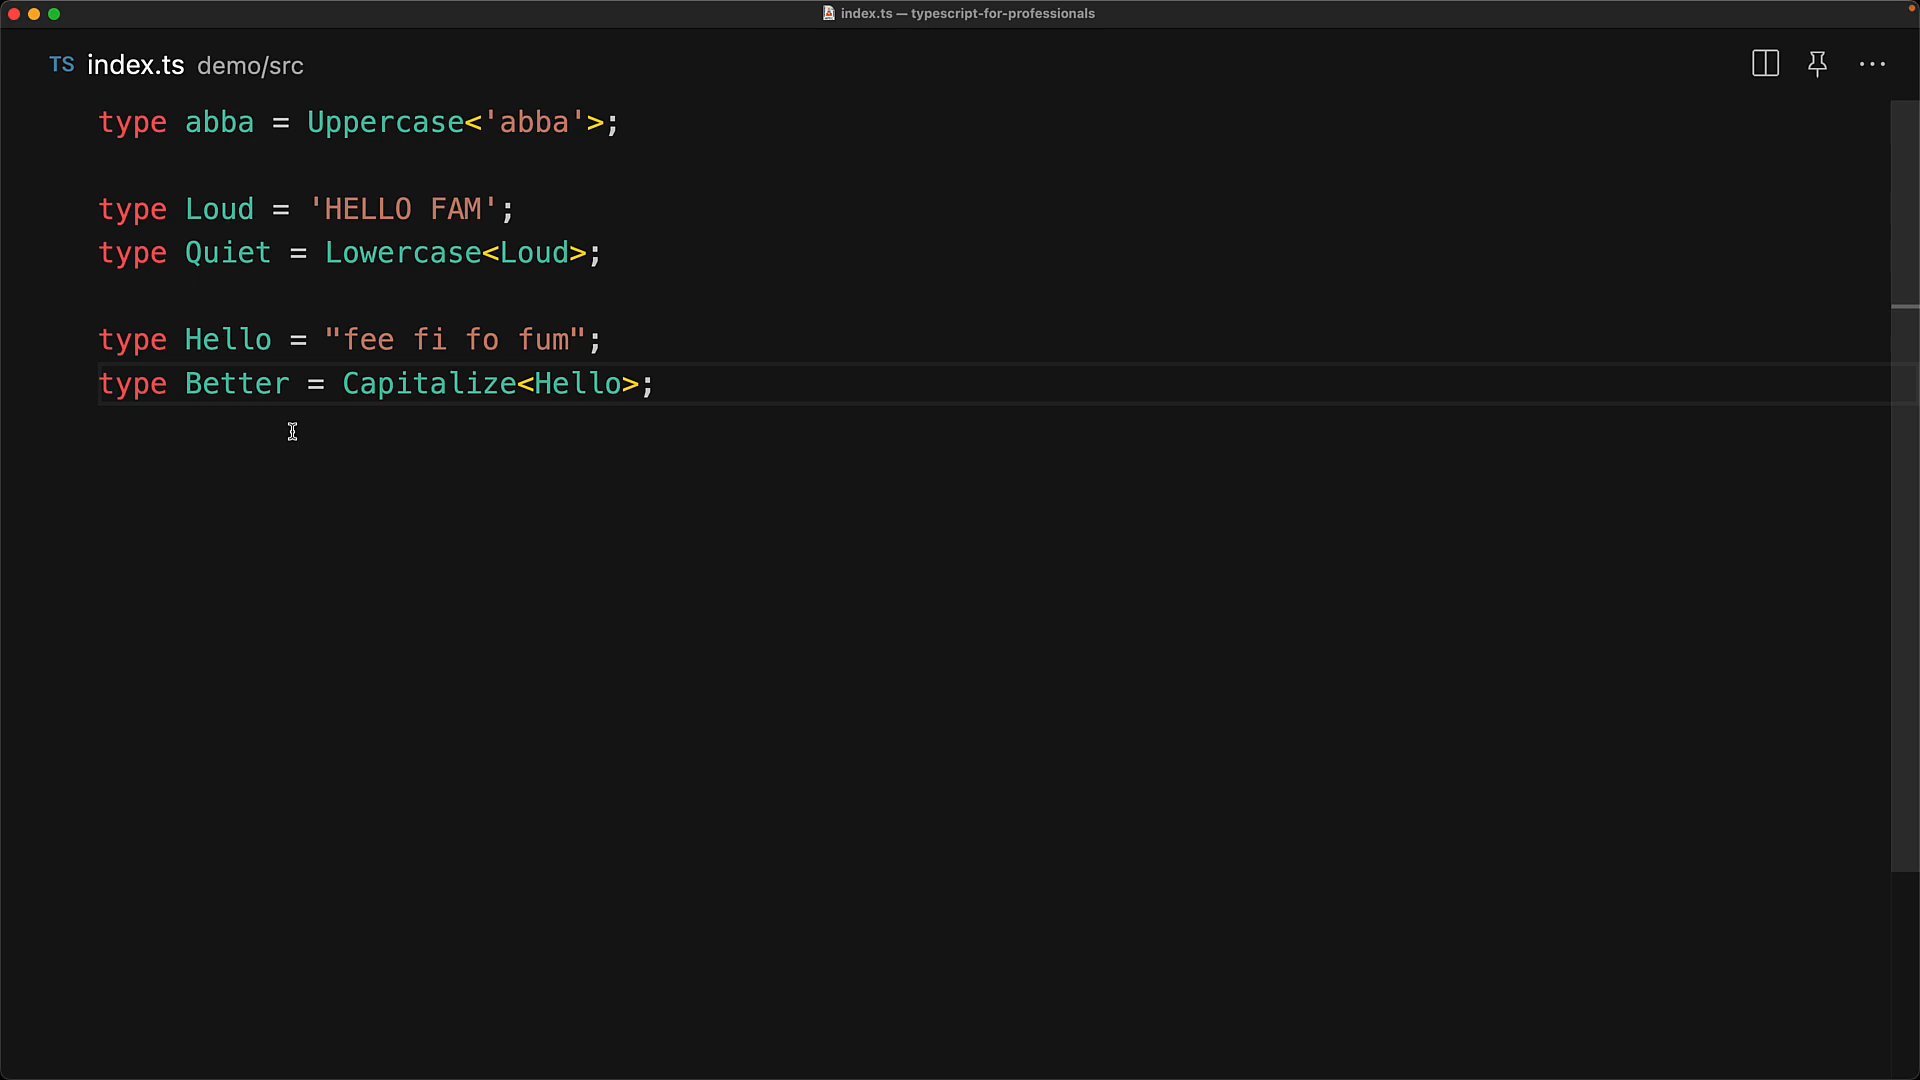 index.ts — typescript-for-professionals
TS index.ts demo/src
type abba = Uppercase<'abba'>;
type Loud = 'HELLO FAM';
type Quiet = Lowercase<Loud>;
type Hello = "fee fi fo fum";
type Better = Capitalize<Hello>;